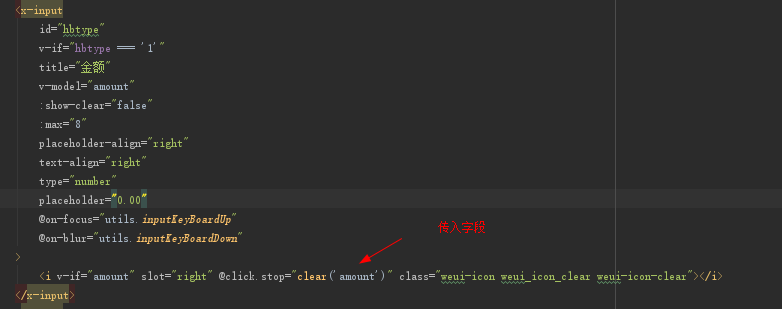 <x-input
id="hbtype"
v-if="hbtype === '1'"
title="金额"
v-model="amount"
:show-clear="false"
:max="8"
placeholder-align="right"
text-align="right"
type="number"
placeholder="0.00"
@on-focus="utils.inputKeyBoardUp"
@on-blur="utils.inputKeyBoardDown"
传入字段
>
<i v-if="amount" slot="right" @click.stop="clear('amount')" class="weui-icon weui_icon_clear weui-icon-clear"></i>
</x-input>